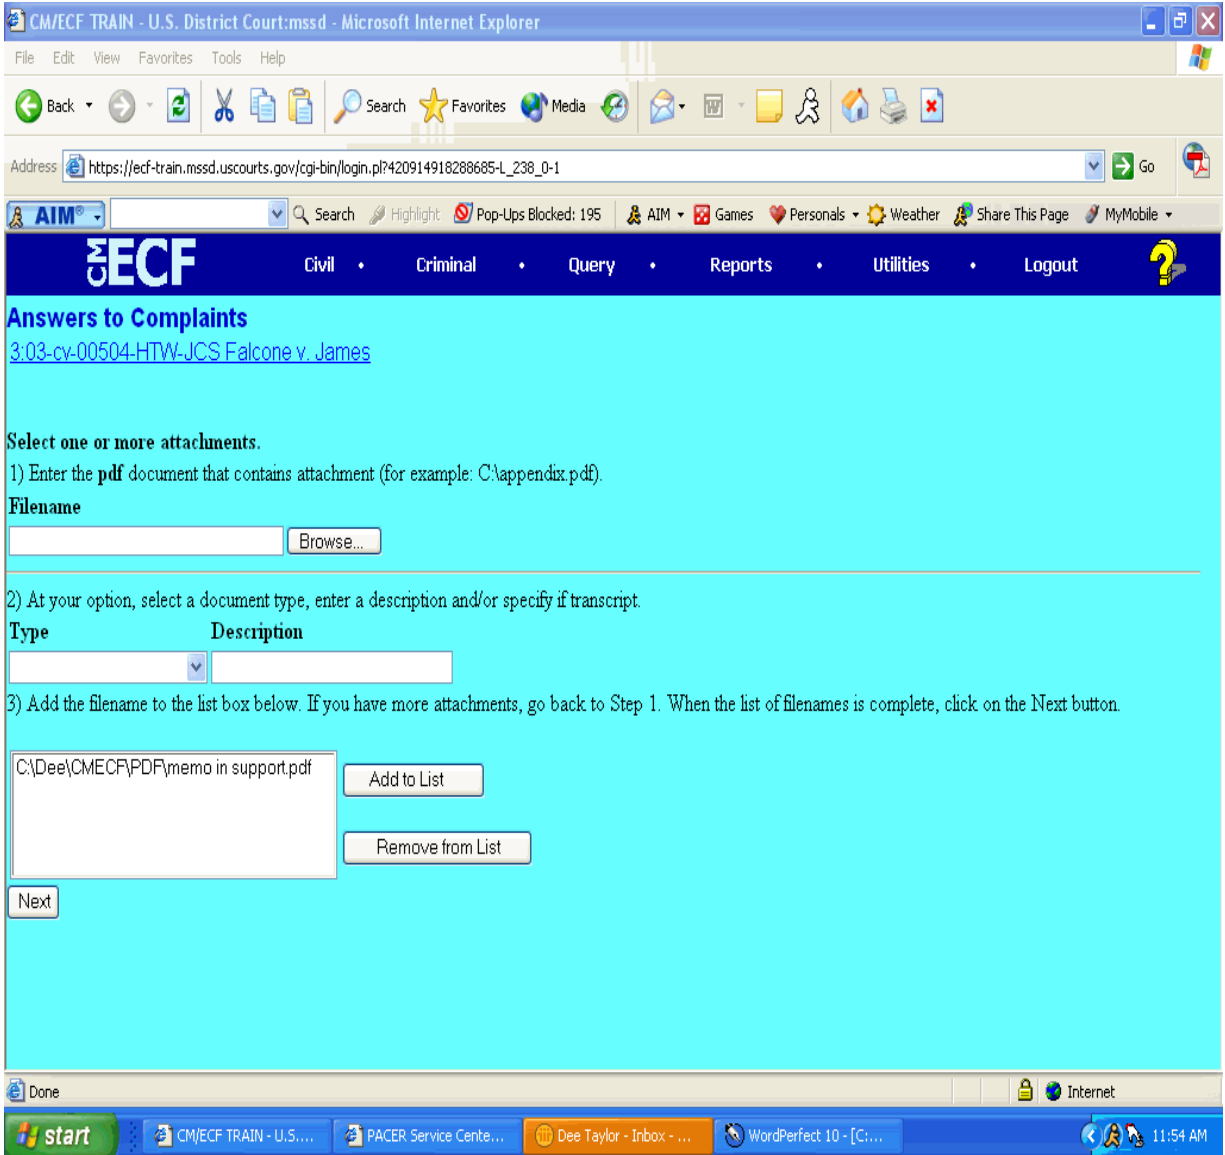 CM/ECF TRAIN - U.S. District Court:mssd - Microsoft Internet Explorer
File Edit View Favorites Tools Help
Back Search Favorites Media
Address https://ecf-train.mssd.uscourts.gov/cgi-bin/login.pl?420914918288685-L_238_0-1 Go
AIM® Search Highlight Pop-Ups Blocked: 195 AIM Games Personals Weather Share This Page MyMobile
CM ECF Civil • Criminal • Query • Reports • Utilities • Logout ?
Answers to Complaints
3:03-cv-00504-HTW-JCS Falcone v. James
Select one or more attachments.
1) Enter the pdf document that contains attachment (for example: C:\appendix.pdf).
Filename
Browse...
2) At your option, select a document type, enter a description and/or specify if transcript.
Type Description
3) Add the filename to the list box below. If you have more attachments, go back to Step 1. When the list of filenames is complete, click on the Next button.
C:\Dee\CMECF\PDF\memo in support.pdf
Add to List
Remove from List
Next
Done Internet
start CM/ECF TRAIN - U.S.... PACER Service Cente... Dee Taylor - Inbox - ... WordPerfect 10 - [C:... 11:54 AM